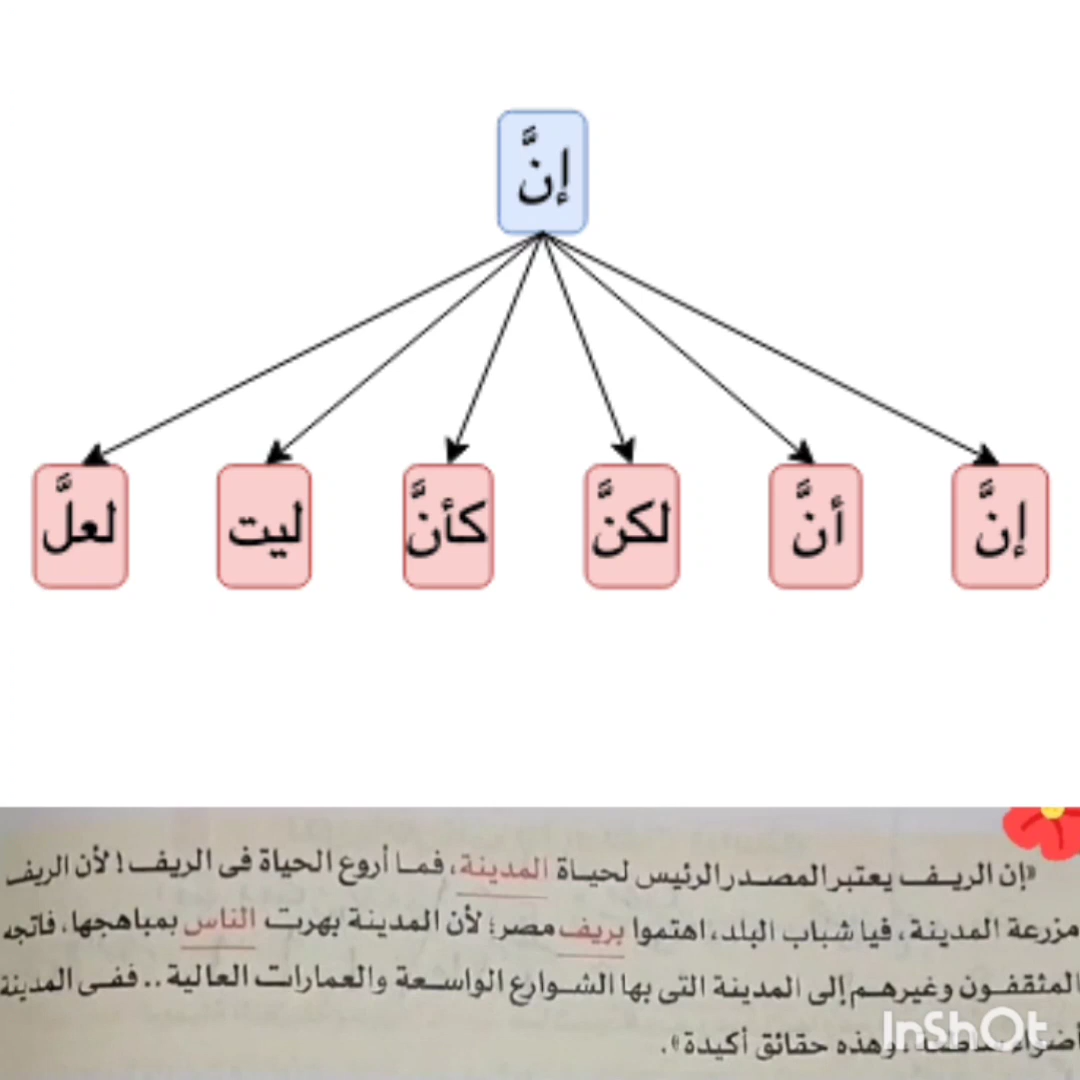 إنَّ
إنَّ أنَّ لكنَّ كأنَّ ليت لعلَّ
«إن الريف يعتبر المصدر الرئيس لحياة المدينة، فما أروع الحياة فى الريف! لأن الريف
مزرعة المدينة، فيا شباب البلد، اهتموا بريف مصر؛ لأن المدينة بهرت الناس بمباهجها، فاتجه
المثقفون وغيرهم إلى المدينة التى بها الشوارع الواسعة والعمارات العالية .. ففى المدينة
أضواء وهذه حقائق أكيدة».
InShOt